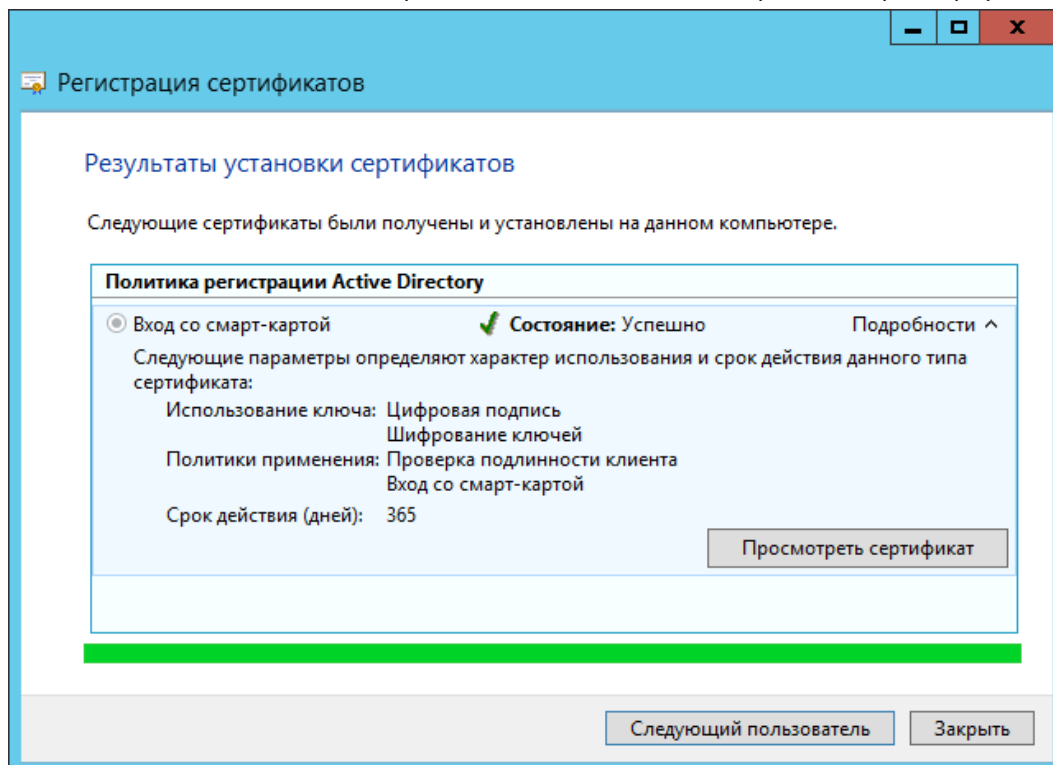 Регистрация сертификатов
Результаты установки сертификатов
Следующие сертификаты были получены и установлены на данном компьютере.
Политика регистрации Active Directory
Вход со смарт-картой Состояние: Успешно Подробности
Следующие параметры определяют характер использования и срок действия данного типа
сертификата:
Использование ключа: Цифровая подпись
Шифрование ключей
Политики применения: Проверка подлинности клиента
Вход со смарт-картой
Срок действия (дней): 365
Просмотреть сертификат
Следующий пользователь Закрыть